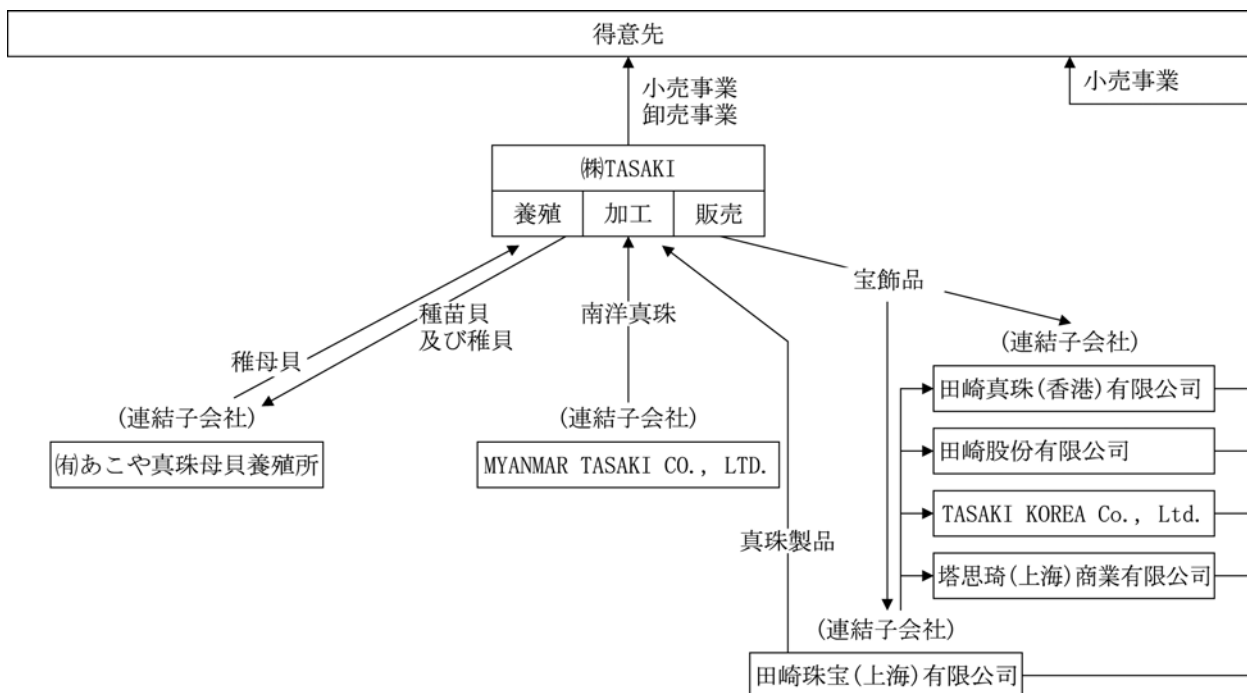 得意先
小売事業
卸売事業
小売事業
㈱TASAKI
養殖
加工
販売
宝飾品
種苗貝
及び稚貝
南洋真珠
稚母貝
(連結子会社)
田崎真珠(香港)有限公司
(連結子会社)
(連結子会社)
田崎股份有限公司
㈲あこや真珠母貝養殖所
MYANMAR TASAKI CO., LTD.
TASAKI KOREA Co., Ltd.
真珠製品
塔思琦(上海)商業有限公司
(連結子会社)
田崎珠宝(上海)有限公司